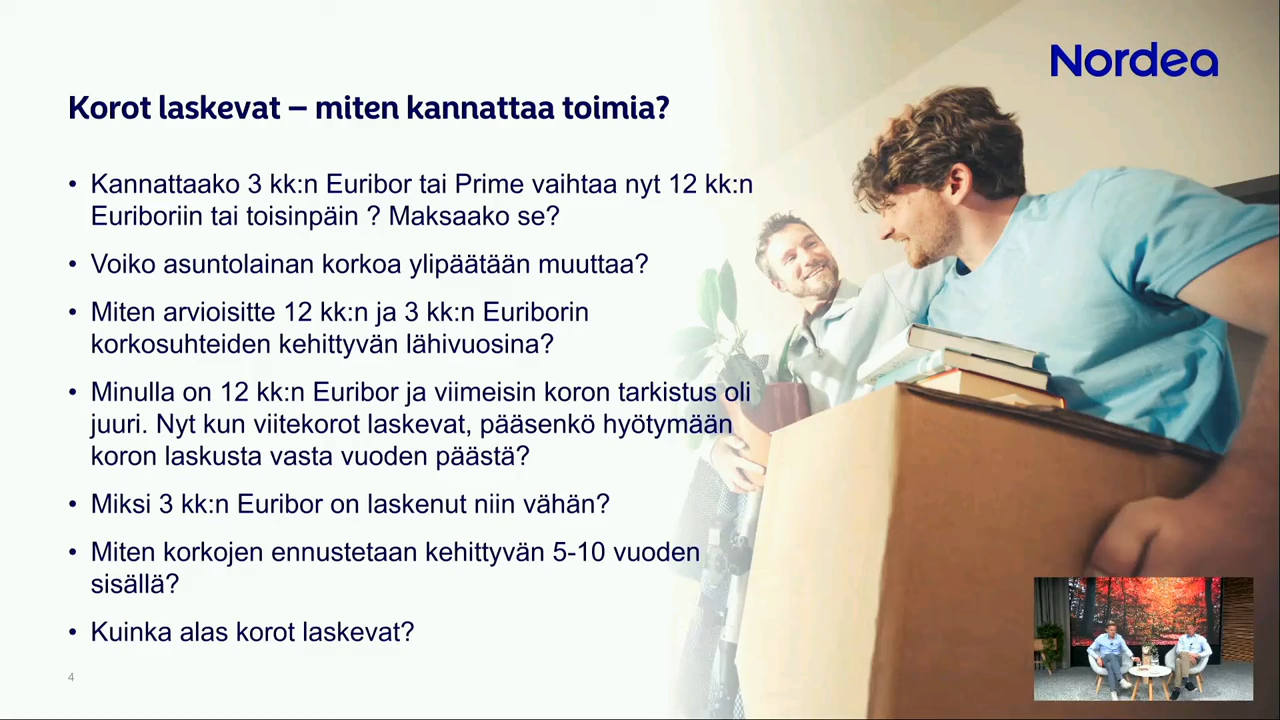 Nordea
Korot laskevat – miten kannattaa toimia?
• Kannattaako 3 kk:n Euribor tai Prime vaihtaa nyt 12 kk:n
Euriboriin tai toisinpäin ? Maksaako se?
• Voiko asuntolainan korkoa ylipäätään muuttaa?
• Miten arvioisitte 12 kk:n ja 3 kk:n Euriborin
korkosuhteiden kehittyvän lähivuosina?
• Minulla on 12 kk:n Euribor ja viimeisin koron tarkistus oli
juuri. Nyt kun viitekorot laskevat, pääsenkö hyötymään
koron laskusta vasta vuoden päästä?
• Miksi 3 kk:n Euribor on laskenut niin vähän?
• Miten korkojen ennustetaan kehittyvän 5-10 vuoden
sisällä?
• Kuinka alas korot laskevat?
4